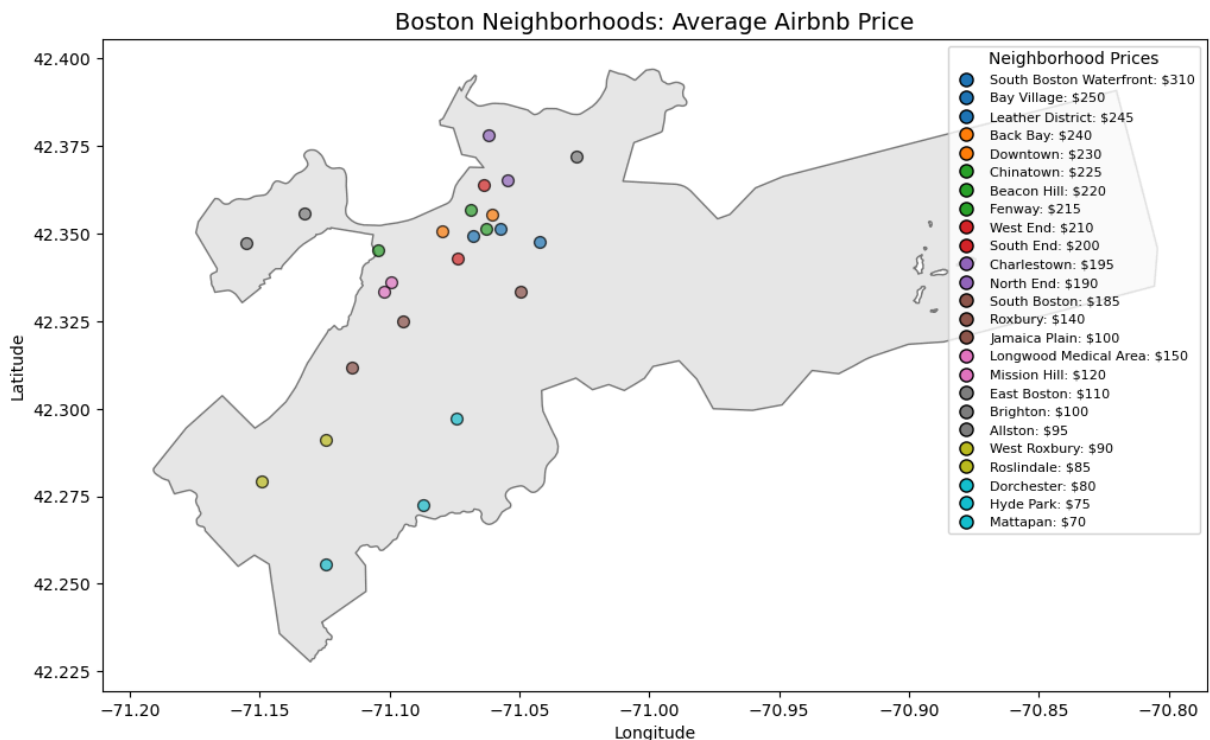 Boston Neighborhoods: Average Airbnb Price
Neighborhood Prices
South Boston Waterfront: $310
Bay Village: $250
Leather District: $245
Back Bay: $240
Downtown: $230
Chinatown: $225
Beacon Hill: $220
Fenway: $215
West End: $210
South End: $200
Charlestown: $195
North End: $190
South Boston: $185
Roxbury: $140
Jamaica Plain: $100
Longwood Medical Area: $150
Mission Hill: $120
East Boston: $110
Brighton: $100
Allston: $95
West Roxbury: $90
Roslindale: $85
Dorchester: $80
Hyde Park: $75
Mattapan: $70
Latitude
42.400
42.375
42.350
42.325
42.300
42.275
42.250
42.225
−71.20
−71.15
−71.10
−71.05
−71.00
−70.95
−70.90
−70.85
−70.80
Longitude